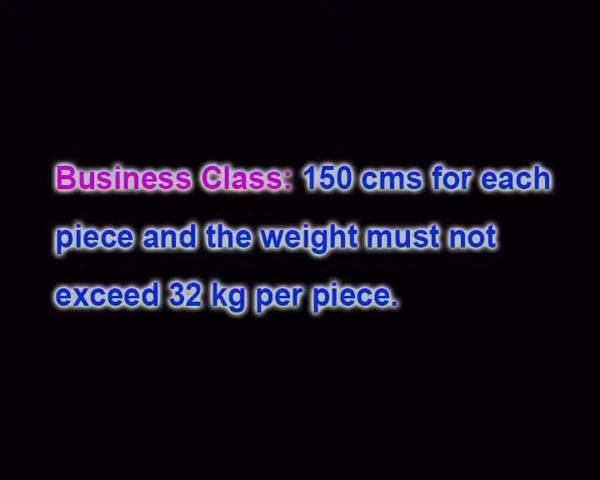 Business Class: 150 cms for each
piece and the weight must not
exceed 32 kg per piece.